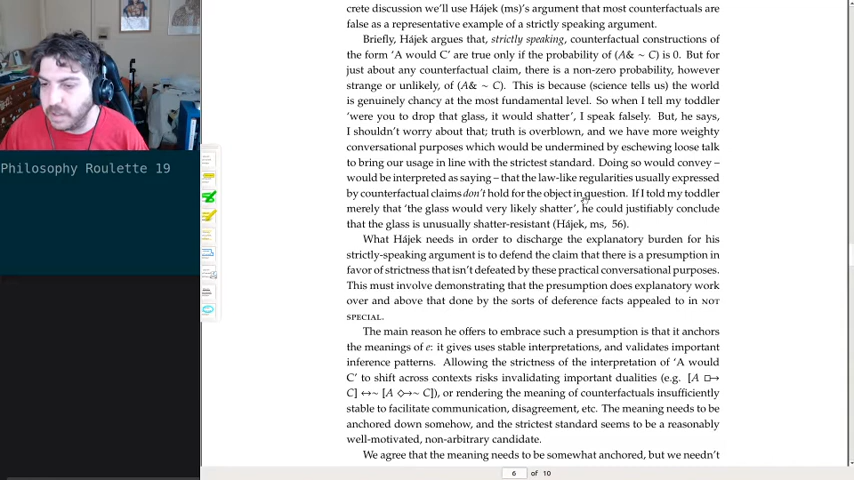 crete discussion we'll use Hájek (ms)'s argument that most counterfactuals are
false as a representative example of a strictly speaking argument.
Briefly, Hájek argues that, strictly speaking, counterfactual constructions of
the form 'A would C' are true only if the probability of (A& ∼ C) is 0. But for
just about any counterfactual claim, there is a non-zero probability, however
strange or unlikely, of (A& ∼ C). This is because (science tells us) the world
is genuinely chancy at the most fundamental level. So when I tell my toddler
'were you to drop that glass, it would shatter', I speak falsely. But, he says,
I shouldn't worry about that; truth is overblown, and we have more weighty
conversational purposes which would be undermined by eschewing loose talk
to bring our usage in line with the strictest standard. Doing so would convey –
would be interpreted as saying – that the law-like regularities usually expressed
by counterfactual claims don't hold for the object in question. If I told my toddler
merely that 'the glass would very likely shatter', he could justifiably conclude
that the glass is unusually shatter-resistant (Hájek, ms, 56).
Philosophy Roulette 19
What Hájek needs in order to discharge the explanatory burden for his
strictly-speaking argument is to defend the claim that there is a presumption in
favor of strictness that isn't defeated by these practical conversational purposes.
This must involve demonstrating that the presumption does explanatory work
over and above that done by the sorts of deference facts appealed to in NOT
SPECIAL.
The main reason he offers to embrace such a presumption is that it anchors
the meanings of e: it gives uses stable interpretations, and validates important
inference patterns. Allowing the strictness of the interpretation of 'A would
C' to shift across contexts risks invalidating important dualities (e.g. [A □→
C] ↔∼ [A ◇→∼ C]), or rendering the meaning of counterfactuals insufficiently
stable to facilitate communication, disagreement, etc. The meaning needs to be
anchored down somehow, and the strictest standard seems to be a reasonably
well-motivated, non-arbitrary candidate.
We agree that the meaning needs to be somewhat anchored, but we needn't
6 of 10